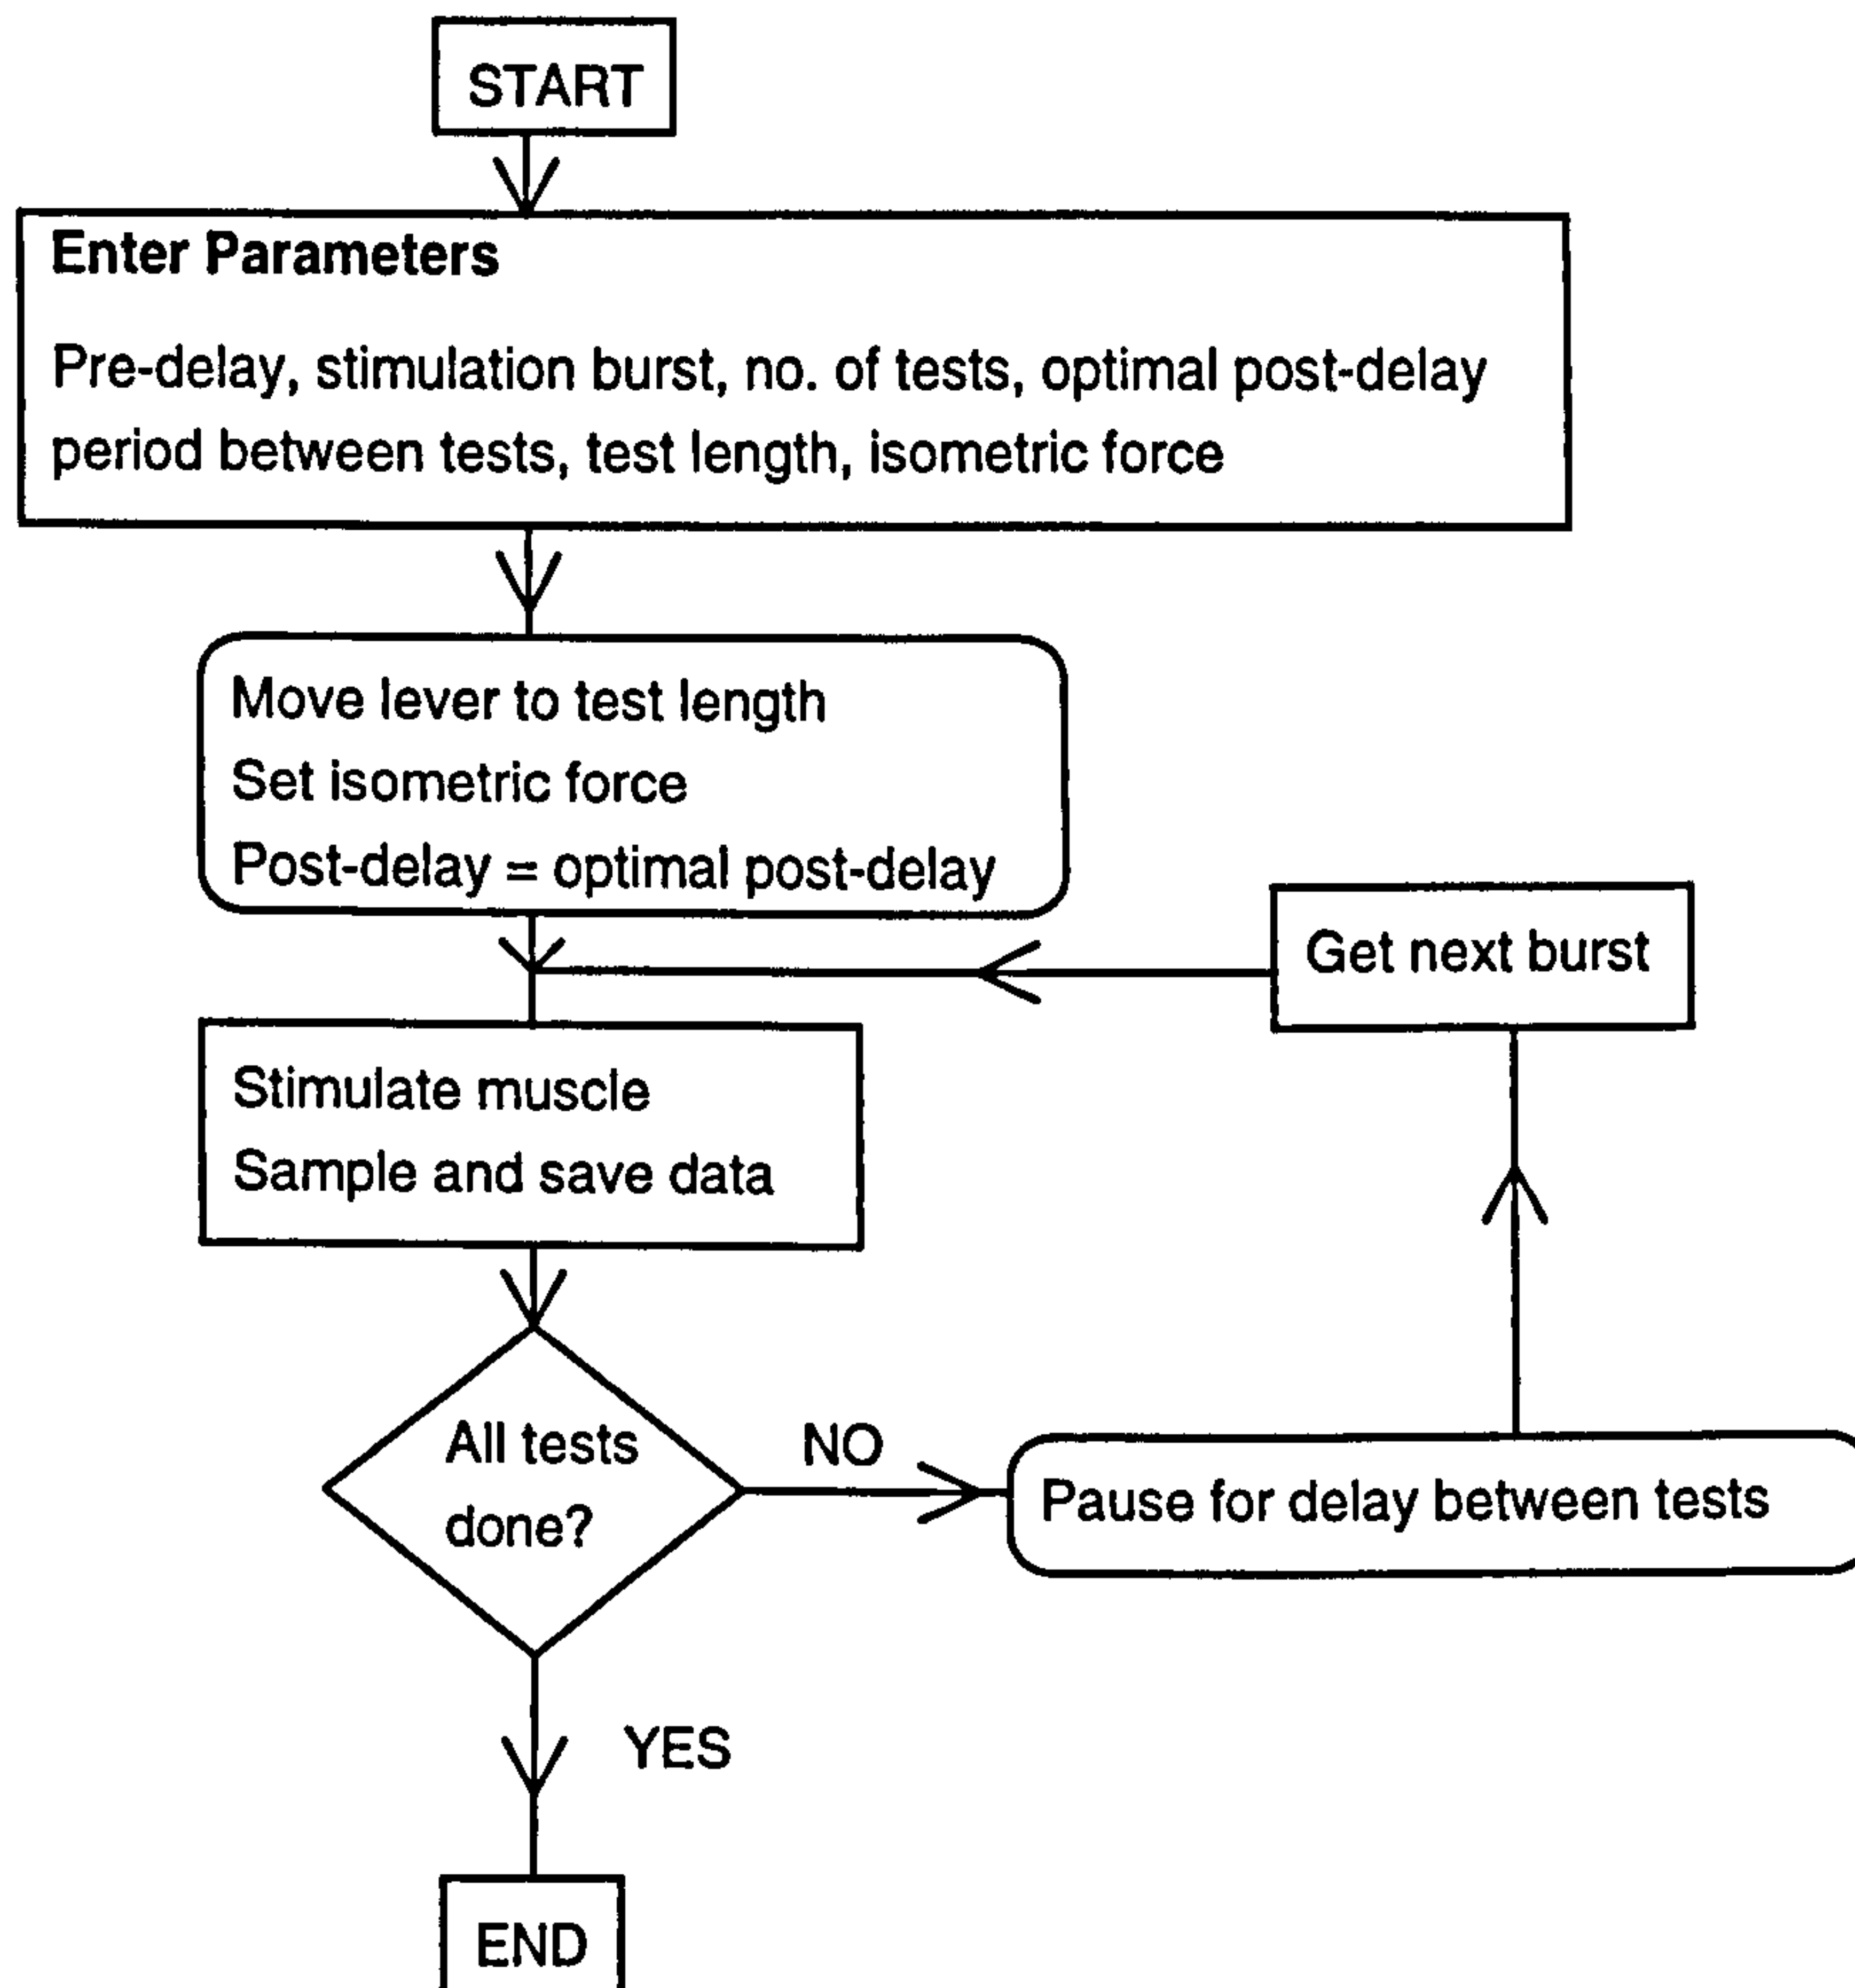 START
Enter Parameters
Pre-delay, stimulation burst, no. of tests, optimal post-delay
period between tests, test length, isometric force
Move lever to test length
Set isometric force
Post-delay = optimal post-delay
Get next burst
Stimulate muscle
Sample and save data
All tests
done?
NO
Pause for delay between tests
YES
END